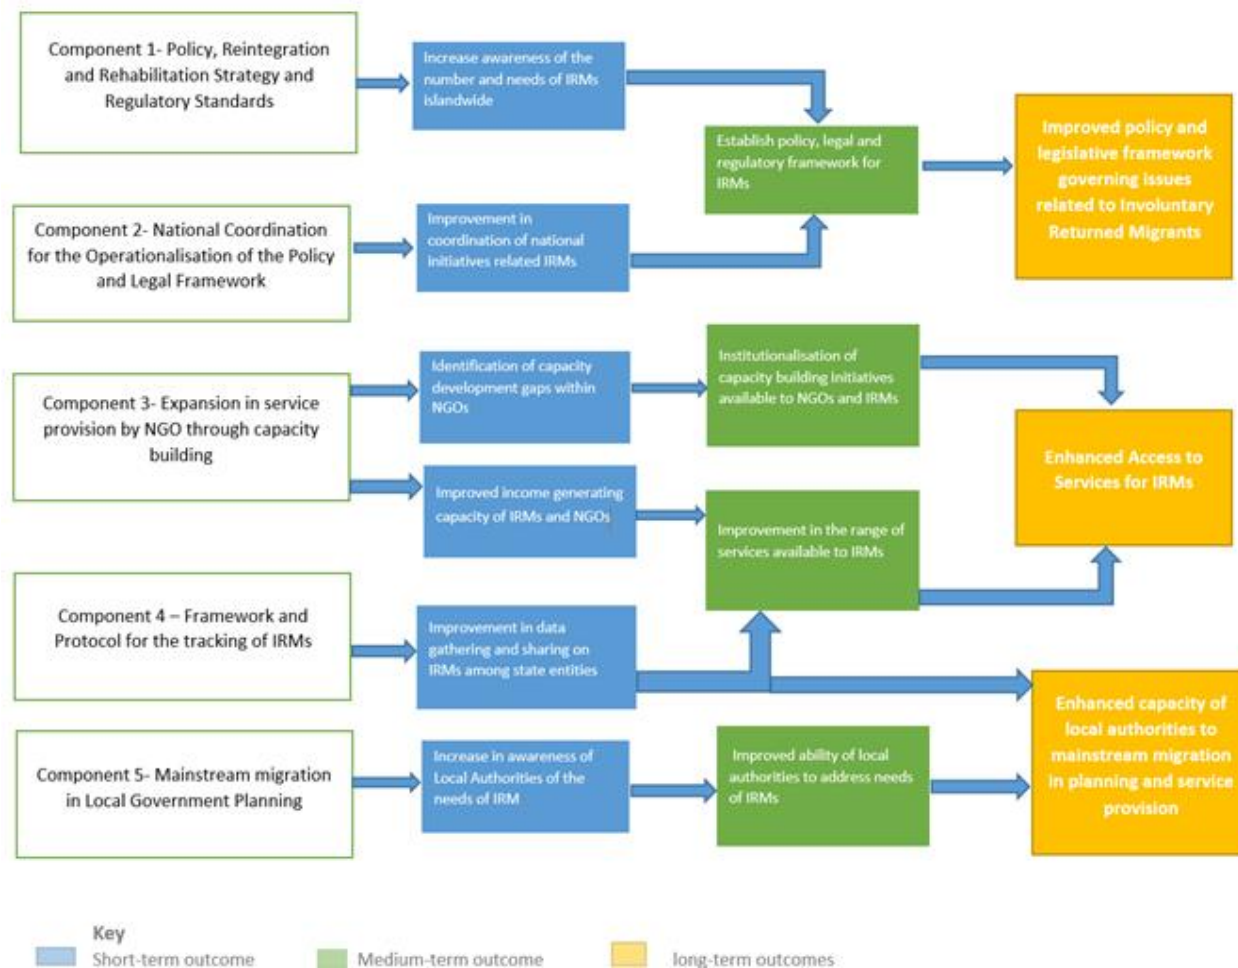 Component 1- Policy, Reintegration
and Rehabilitation Strategy and
Regulatory Standards
Increase awareness of the
number and needs of IRMs
islandwide
Establish policy, legal and
regulatory framework for
IRMs
Improved policy and
legislative framework
governing issues
related to Involuntary
Returned Migrants
Component 2- National Coordination
for the Operationalisation of the Policy
and Legal Framework
Improvement in
coordination of national
initiatives related IRMs
Component 3- Expansion in service
provision by NGO through capacity
building
Identification of capacity
development gaps within
NGOs
Institutionalisation of
capacity building initiatives
available to NGOs and IRMs
Enhanced Access to
Services for IRMs
Improved income generating
capacity of IRMs and NGOs
Improvement in the range of
services available to IRMs
Component 4 – Framework and
Protocol for the tracking of IRMs
Improvement in data
gathering and sharing on
IRMs among state entities
Enhanced capacity of
local authorities to
mainstream migration
in planning and service
provision
Component 5- Mainstream migration
in Local Government Planning
Increase in awareness of
Local Authorities of the
needs of IRM
Improved ability of local
authorities to address needs
of IRMs
Key
Short-term outcome
Medium-term outcome
long-term outcomes